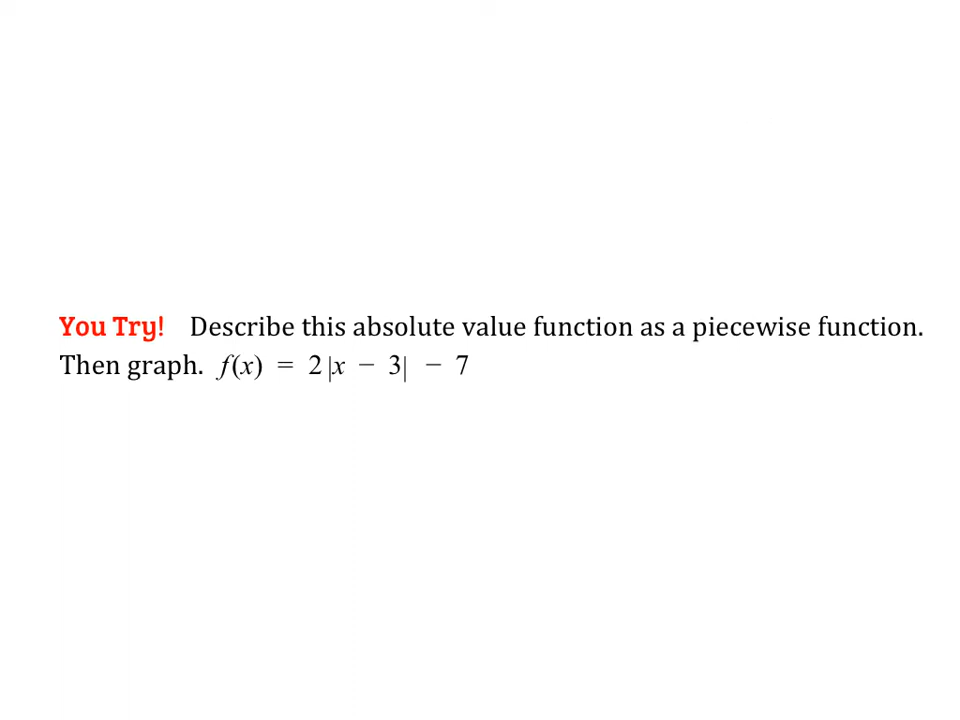 You Try! Describe this absolute value function as a piecewise function.
Then graph. f(x) = 2|x − 3| − 7